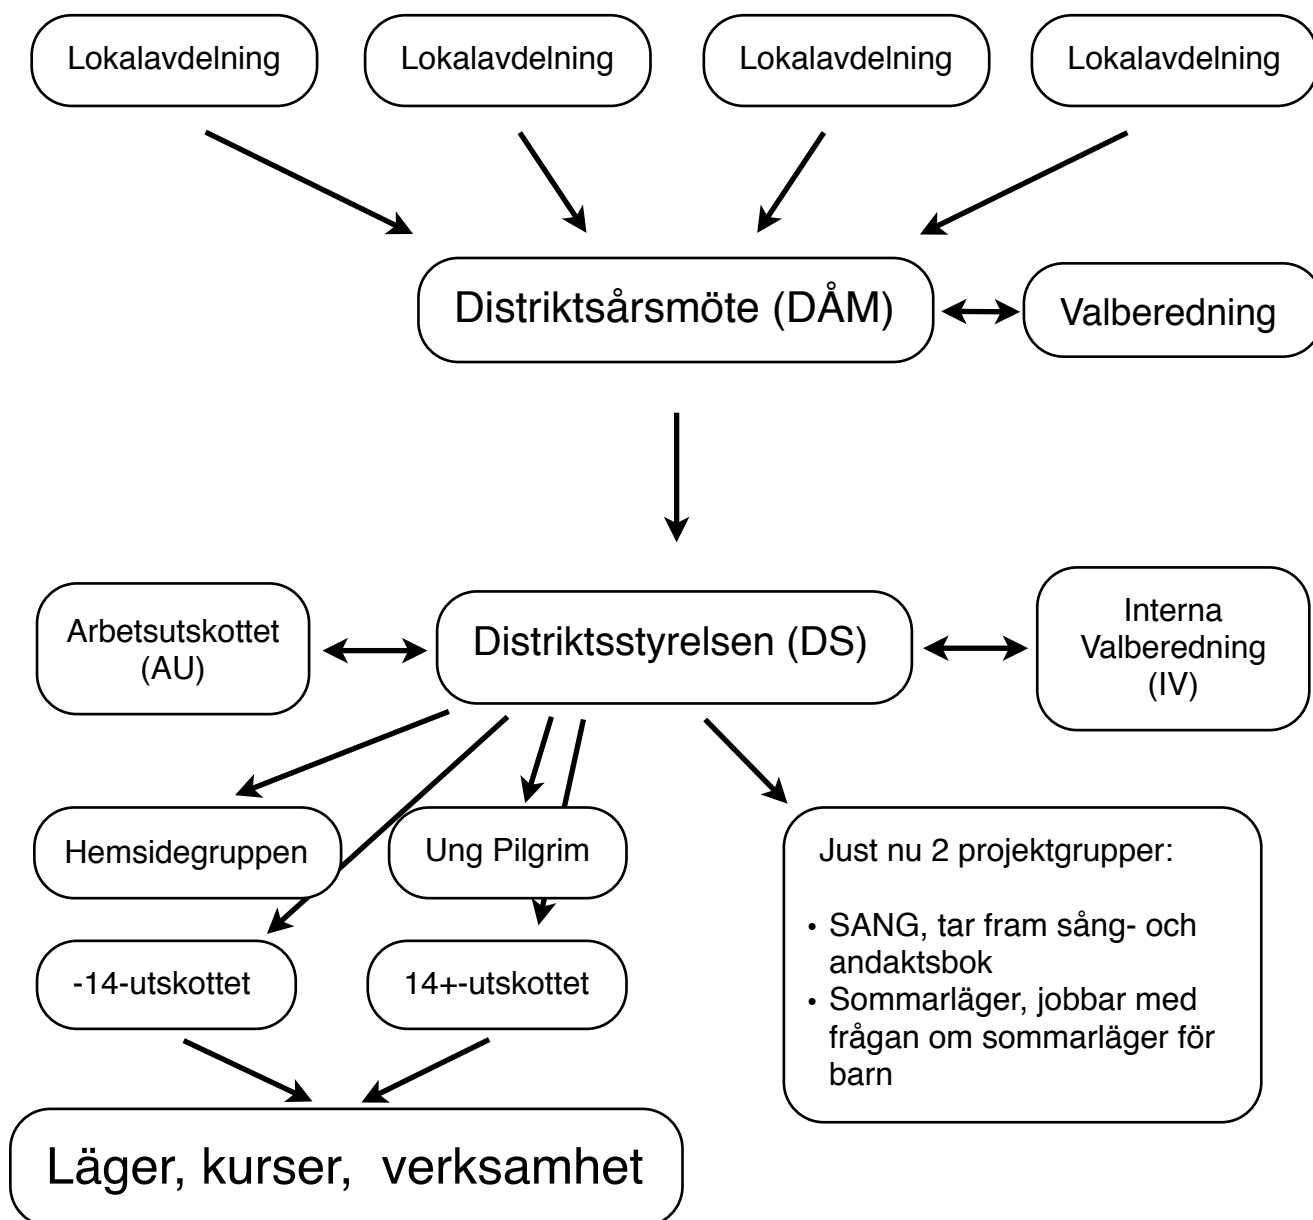 Lokalavdelning
Lokalavdelning
Lokalavdelning
Lokalavdelning
Distriktsårsmöte (DÅM)
Valberedning
Arbetsutskottet
(AU)
Distriktsstyrelsen (DS)
Interna
Valberedning
(IV)
Hemsidegruppen
Ung Pilgrim
-14-utskottet
14+-utskottet
Just nu 2 projektgrupper:
• SANG, tar fram sång- och
andaktsbok
• Sommarläger, jobbar med
frågan om sommarläger för
barn
Läger, kurser,  verksamhet